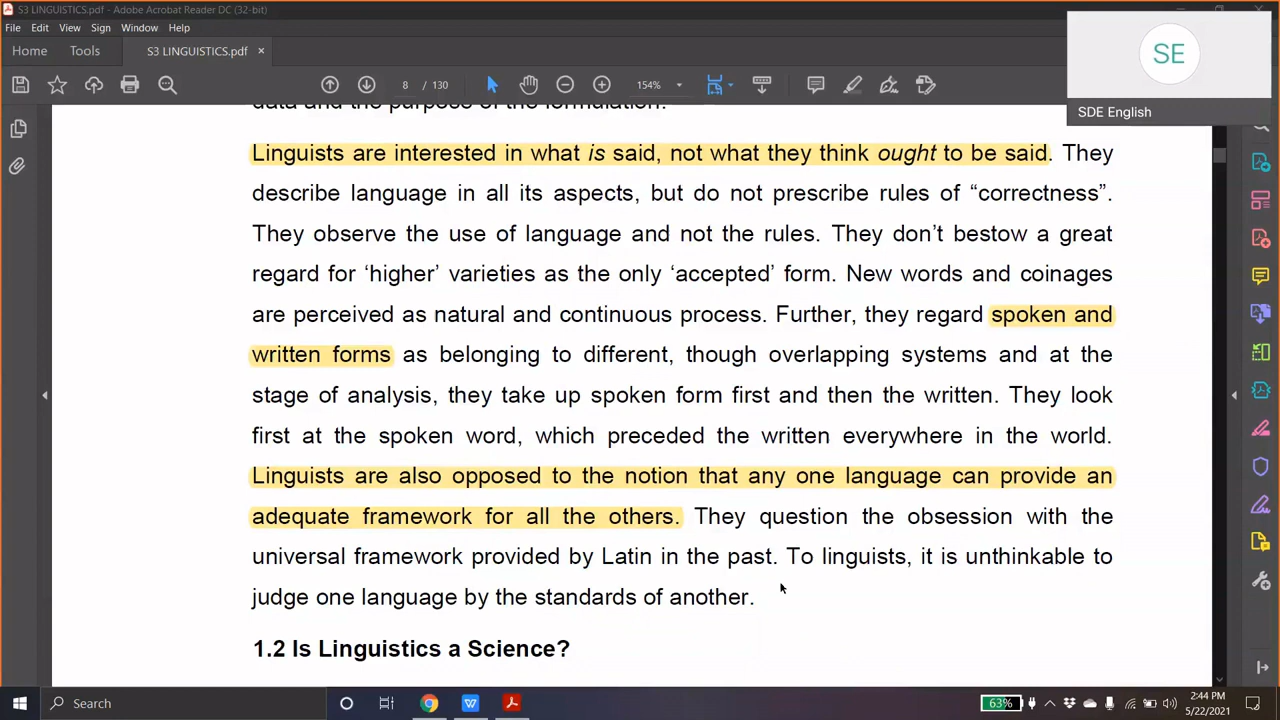 S3 LINGUISTICS.pdf - Adobe Acrobat Reader DC (32-bit)
File Edit View Sign Window Help
Home Tools S3 LINGUISTICS.pdf ×
8 / 130 154%
SE
SDE English
data and the purpose of the formulation.
Linguists are interested in what is said, not what they think ought to be said. They
describe language in all its aspects, but do not prescribe rules of “correctness”.
They observe the use of language and not the rules. They don’t bestow a great
regard for ‘higher’ varieties as the only ‘accepted’ form. New words and coinages
are perceived as natural and continuous process. Further, they regard spoken and
written forms as belonging to different, though overlapping systems and at the
stage of analysis, they take up spoken form first and then the written. They look
first at the spoken word, which preceded the written everywhere in the world.
Linguists are also opposed to the notion that any one language can provide an
adequate framework for all the others. They question the obsession with the
universal framework provided by Latin in the past. To linguists, it is unthinkable to
judge one language by the standards of another.
1.2 Is Linguistics a Science?
Search
63%
2:44 PM
5/22/2021